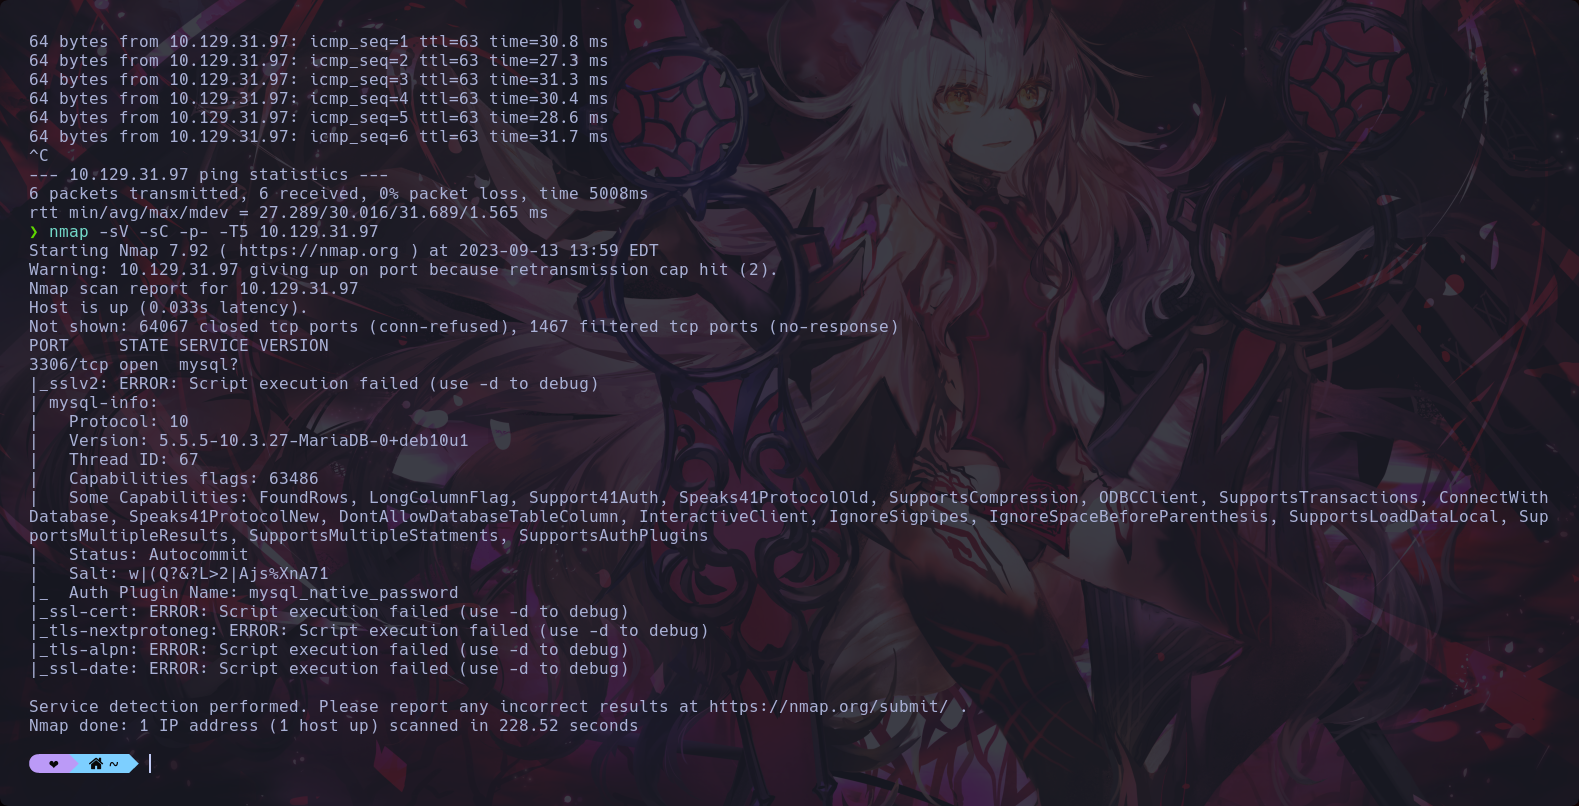 64 bytes from 10.129.31.97: icmp_seq=1 ttl=63 time=30.8 ms
64 bytes from 10.129.31.97: icmp_seq=2 ttl=63 time=27.3 ms
64 bytes from 10.129.31.97: icmp_seq=3 ttl=63 time=31.3 ms
64 bytes from 10.129.31.97: icmp_seq=4 ttl=63 time=30.4 ms
64 bytes from 10.129.31.97: icmp_seq=5 ttl=63 time=28.6 ms
64 bytes from 10.129.31.97: icmp_seq=6 ttl=63 time=31.7 ms
^C
--- 10.129.31.97 ping statistics ---
6 packets transmitted, 6 received, 0% packet loss, time 5008ms
rtt min/avg/max/mdev = 27.289/30.016/31.689/1.565 ms
❯ nmap -sV -sC -p- -T5 10.129.31.97
Starting Nmap 7.92 ( https://nmap.org ) at 2023-09-13 13:59 EDT
Warning: 10.129.31.97 giving up on port because retransmission cap hit (2).
Nmap scan report for 10.129.31.97
Host is up (0.033s latency).
Not shown: 64067 closed tcp ports (conn-refused), 1467 filtered tcp ports (no-response)
PORT     STATE SERVICE VERSION
3306/tcp open  mysql?
|_sslv2: ERROR: Script execution failed (use -d to debug)
| mysql-info:
|   Protocol: 10
|   Version: 5.5.5-10.3.27-MariaDB-0+deb10u1
|   Thread ID: 67
|   Capabilities flags: 63486
|   Some Capabilities: FoundRows, LongColumnFlag, Support41Auth, Speaks41ProtocolOld, SupportsCompression, ODBCClient, SupportsTransactions, ConnectWith
Database, Speaks41ProtocolNew, DontAllowDatabaseTableColumn, InteractiveClient, IgnoreSigpipes, IgnoreSpaceBeforeParenthesis, SupportsLoadDataLocal, Sup
portsMultipleResults, SupportsMultipleStatments, SupportsAuthPlugins
|   Status: Autocommit
|   Salt: w|(Q?&?L>2|Ajs%XnA71
|_  Auth Plugin Name: mysql_native_password
|_ssl-cert: ERROR: Script execution failed (use -d to debug)
|_tls-nextprotoneg: ERROR: Script execution failed (use -d to debug)
|_tls-alpn: ERROR: Script execution failed (use -d to debug)
|_ssl-date: ERROR: Script execution failed (use -d to debug)
Service detection performed. Please report any incorrect results at https://nmap.org/submit/ .
Nmap done: 1 IP address (1 host up) scanned in 228.52 seconds
❤ ~